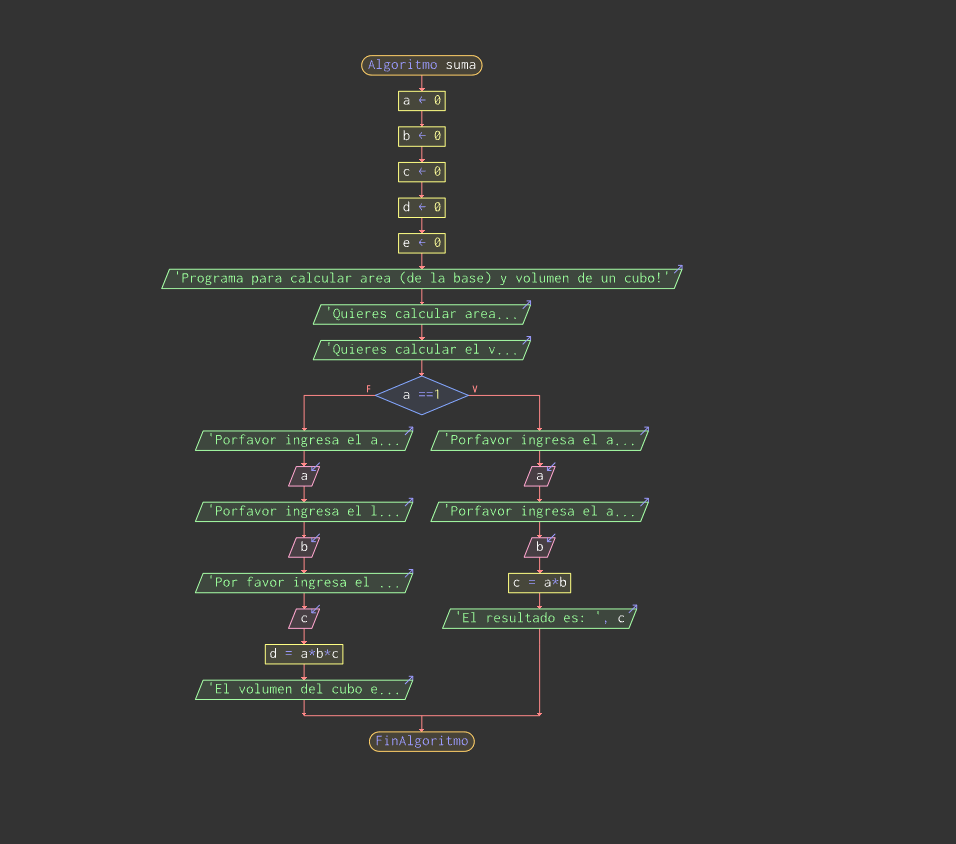 Algoritmo suma
a ← 0
b ← 0
c ← 0
d ← 0
e ← 0
'Programa para calcular area (de la base) y volumen de un cubo!'
'Quieres calcular area...
'Quieres calcular el v...
F
a ==1
V
'Porfavor ingresa el a...
'Porfavor ingresa el a...
a
a
'Porfavor ingresa el l...
'Porfavor ingresa el a...
b
b
'Por favor ingresa el ...
c = a*b
c
'El resultado es: ', c
d = a*b*c
'El volumen del cubo e...
FinAlgoritmo